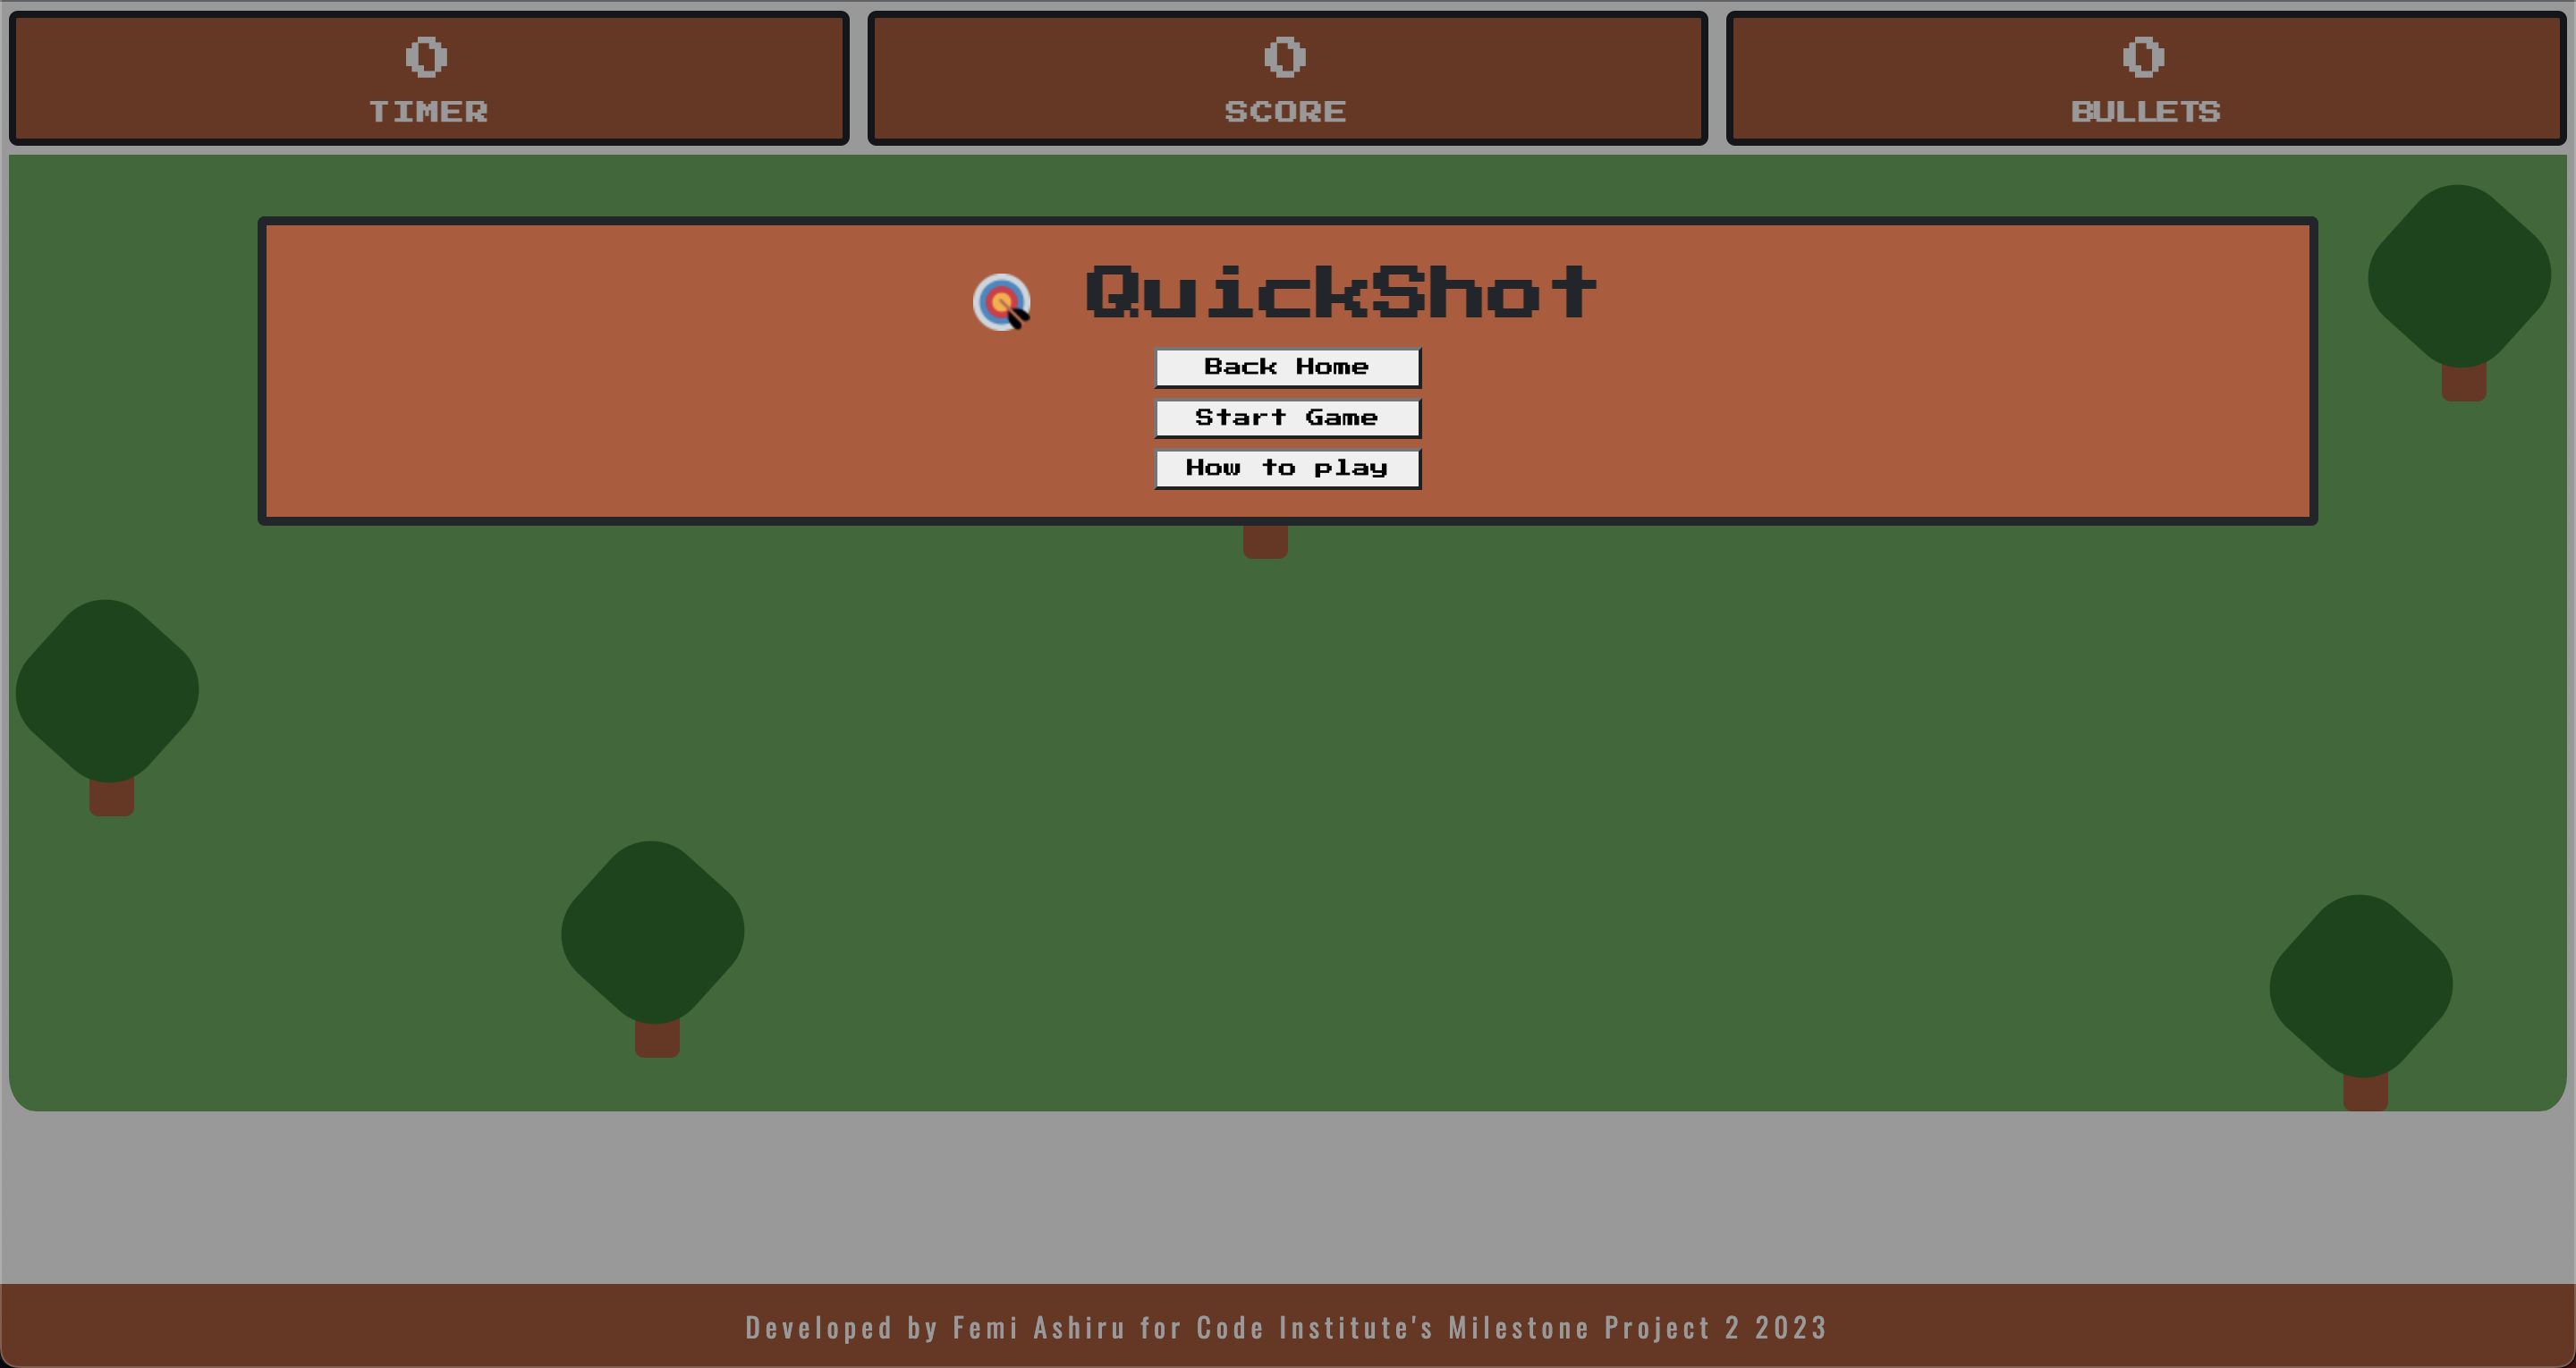 0
TIMER
0
SCORE
0
BULLETS
QuickShot
Back Home
Start Game
How to play
Developed by Femi Ashiru for Code Institute's Milestone Project 2 2023